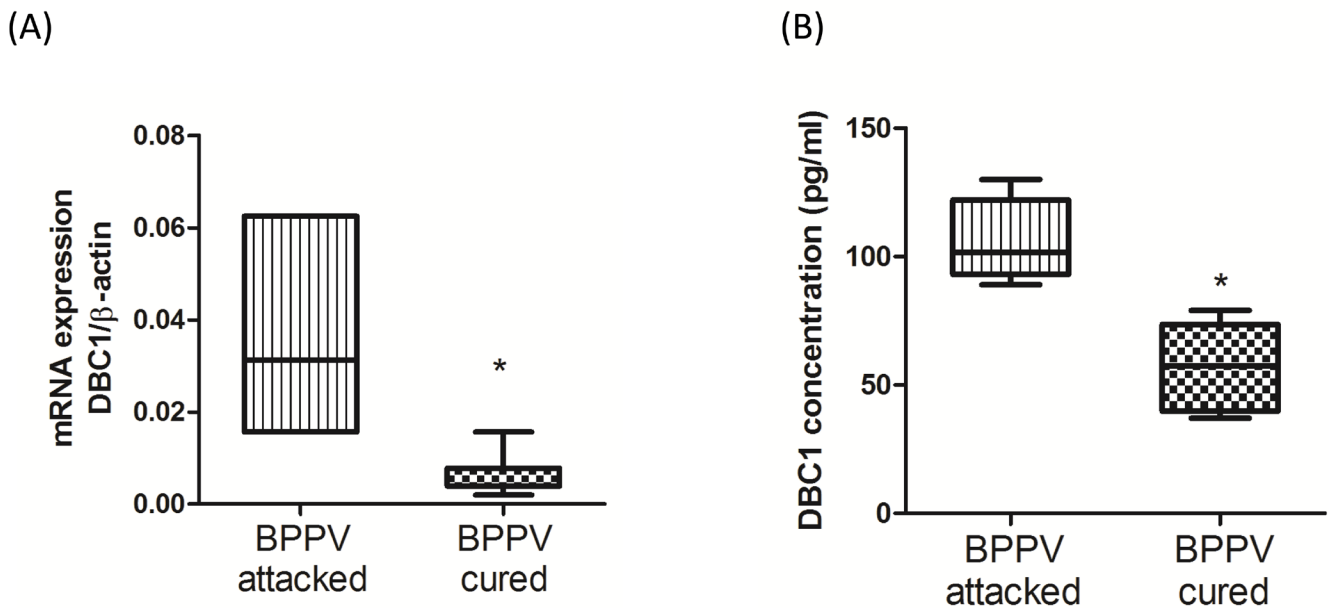 (A)
mRNA expression
DBC1/β-actin
0.08
0.06
0.04
0.02
0.00
*
BPPV
attacked
BPPV
cured
(B)
DBC1 concentration (pg/ml)
150
100
50
0
*
BPPV
attacked
BPPV
cured